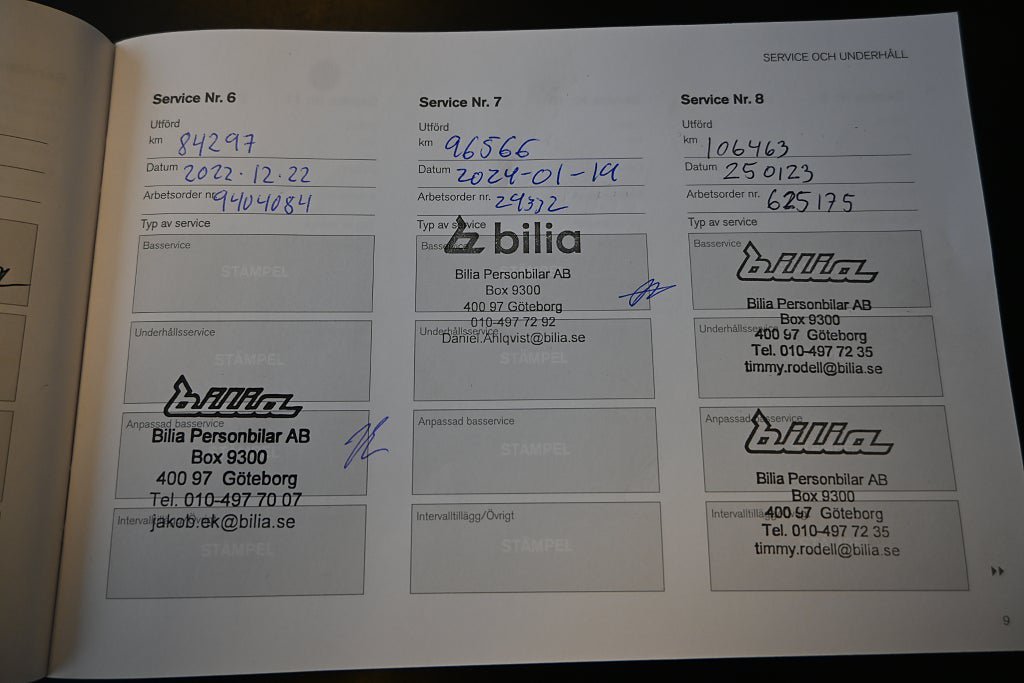 SERVICE OCH UNDERHÅLL
Service Nr. 6
Utförd
km 84297
Datum 2022.12.22
Arbetsorder nr. 9404084
Typ av service
Basservice
STÄMPEL
Underhållsservice
STÄMPEL
bilia
Anpassad basservice
Bilia Personbilar AB
Box 9300
400 97 Göteborg
Tel. 010-497 70 07
Intervalltillägg/Övrigt
jakob.ek@bilia.se
STÄMPEL
Service Nr. 7
Utförd
km 96566
Datum 2024-01-19
Arbetsorder nr. 29332
Typ av service
bilia
Basservice
Bilia Personbilar AB
Box 9300
400 97 Göteborg
010-497 72 92
Underhållsservice
Daniel.Ahlqvist@bilia.se
STÄMPEL
Anpassad basservice
STÄMPEL
Intervalltillägg/Övrigt
STÄMPEL
Service Nr. 8
Utförd
km 106463
Datum 250123
Arbetsorder nr. 625175
Typ av service
Basservice
bilia
Bilia Personbilar AB
Box 9300
Underhållsservice
400 97 Göteborg
Tel. 010-497 72 35
timmy.rodell@bilia.se
Anpassad basservice
bilia
Bilia Personbilar AB
Box 9300
Intervalltillägg/Övrigt
400 97 Göteborg
Tel. 010-497 72 35
timmy.rodell@bilia.se
9